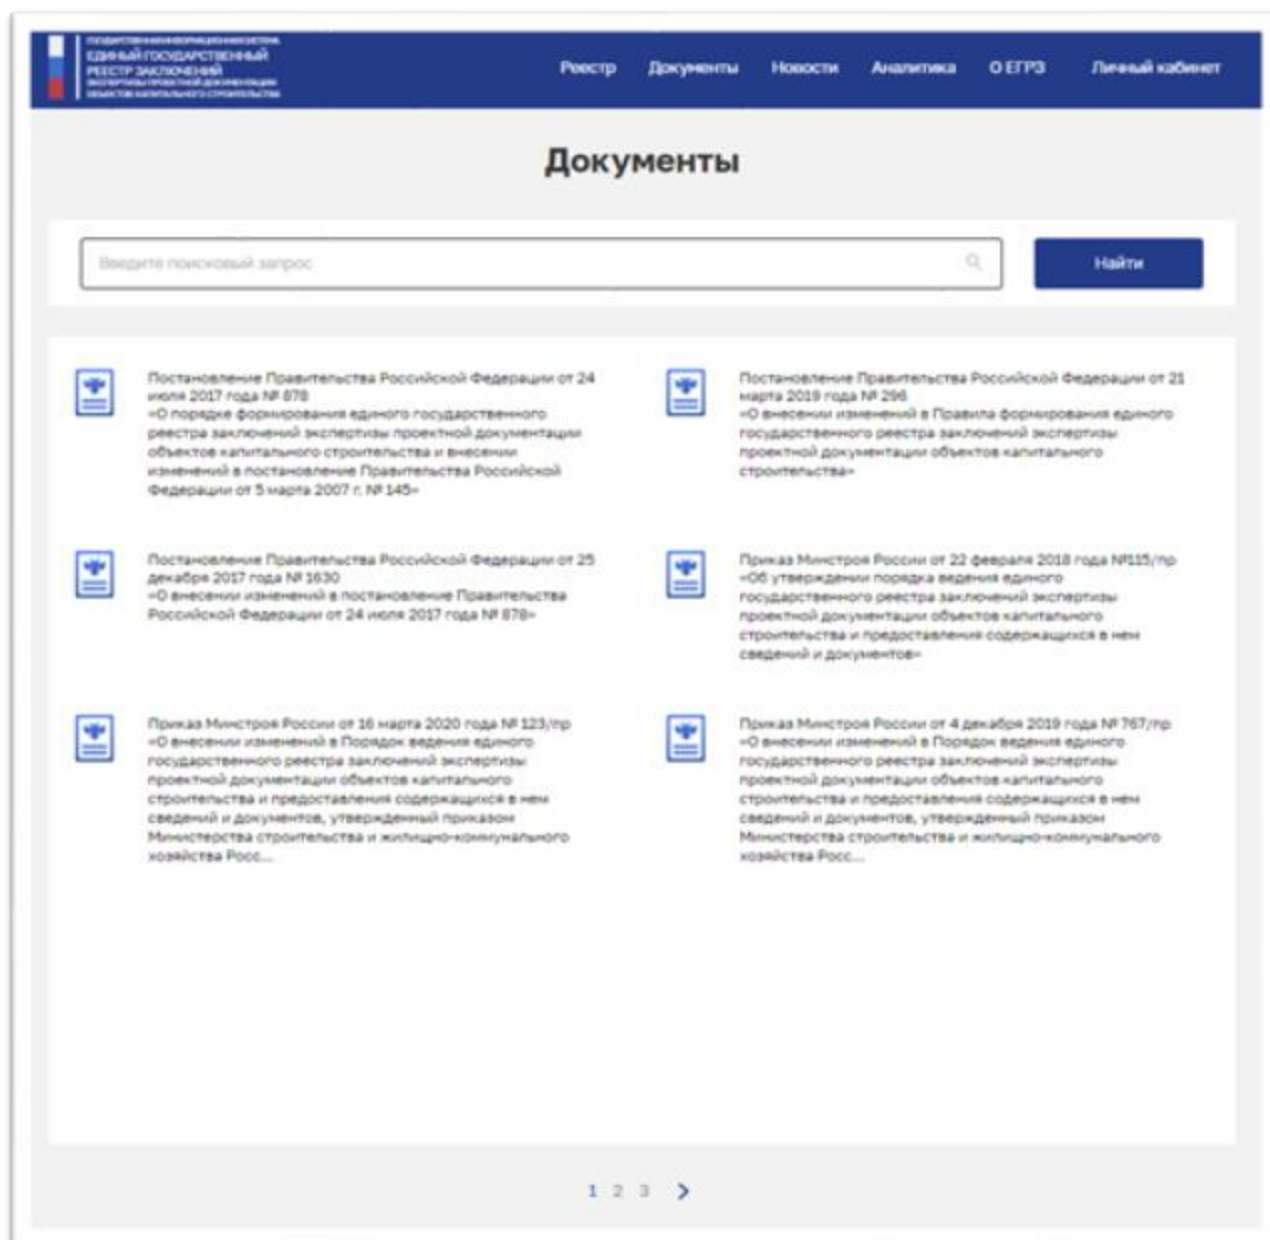 ГОСУДАРСТВЕННАЯ ИНФОРМАЦИОННАЯ СИСТЕМА
ЕДИНЫЙ ГОСУДАРСТВЕННЫЙ
РЕЕСТР ЗАКЛЮЧЕНИЙ
ЭКСПЕРТИЗЫ ПРОЕКТНОЙ ДОКУМЕНТАЦИИ
ОБЪЕКТОВ КАПИТАЛЬНОГО СТРОИТЕЛЬСТВА
Реестр Документы Новости Аналитика О ЕГРЗ Личный кабинет
Документы
Введите поисковый запрос
Найти
Постановление Правительства Российской Федерации от 24
июля 2017 года № 878
«О порядке формирования единого государственного
реестра заключений экспертизы проектной документации
объектов капитального строительства и внесении
изменений в постановление Правительства Российской
Федерации от 5 марта 2007 г. № 145»
Постановление Правительства Российской Федерации от 21
марта 2019 года № 296
«О внесении изменений в Правила формирования единого
государственного реестра заключений экспертизы
проектной документации объектов капитального
строительства»
Постановление Правительства Российской Федерации от 25
декабря 2017 года № 1630
«О внесении изменений в постановление Правительства
Российской Федерации от 24 июля 2017 года № 878»
Приказ Минстроя России от 22 февраля 2018 года №115/пр
«Об утверждении порядка ведения единого
государственного реестра заключений экспертизы
проектной документации объектов капитального
строительства и предоставления содержащихся в нем
сведений и документов»
Приказ Минстроя России от 16 марта 2020 года № 123/пр
«О внесении изменений в Порядок ведения единого
государственного реестра заключений экспертизы
проектной документации объектов капитального
строительства и предоставления содержащихся в нем
сведений и документов, утвержденный приказом
Министерства строительства и жилищно-коммунального
хозяйства Росс...
Приказ Минстроя России от 4 декабря 2019 года № 767/пр
«О внесении изменений в Порядок ведения единого
государственного реестра заключений экспертизы
проектной документации объектов капитального
строительства и предоставления содержащихся в нем
сведений и документов, утвержденный приказом
Министерства строительства и жилищно-коммунального
хозяйства Росс...
1 2 3